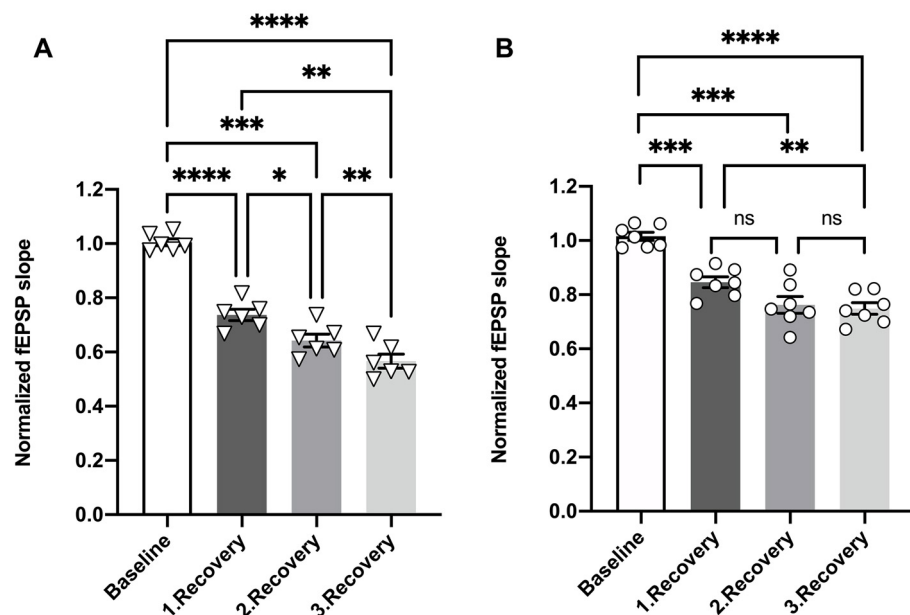 A
****
**
***
**** * **
Normalized fEPSP slope
1.2
1.0
0.8
0.6
0.4
0.2
0.0
Baseline
1.Recovery
2.Recovery
3.Recovery
B
****
***
*** **
ns ns
Normalized fEPSP slope
1.2
1.0
0.8
0.6
0.4
0.2
0.0
Baseline
1.Recovery
2.Recovery
3.Recovery